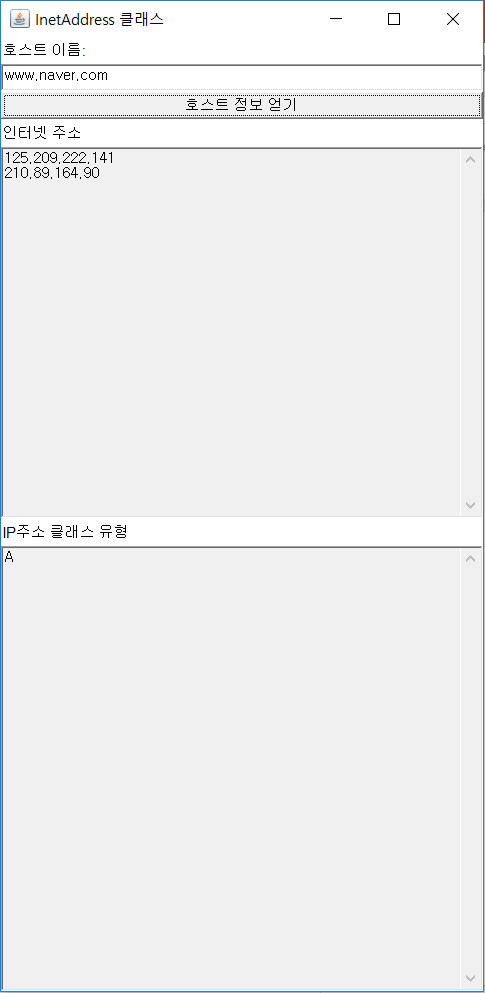 InetAddress 클래스
호스트 이름:
www.naver.com
호스트 정보 얻기
인터넷 주소
125.209.222.141
210.89.164.90
IP주소 클래스 유형
A